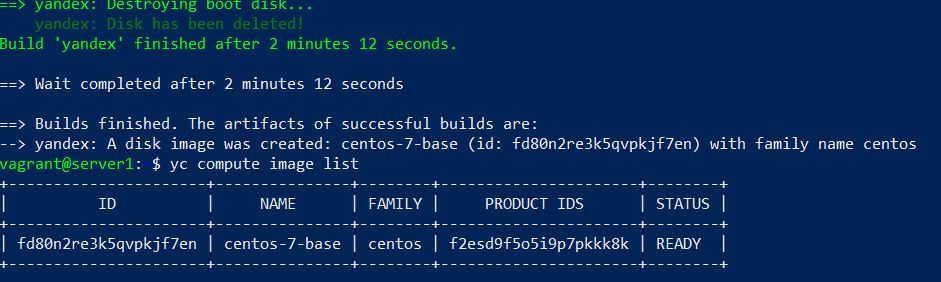 ==> yandex: Destroying boot disk...
    yandex: Disk has been deleted!
Build 'yandex' finished after 2 minutes 12 seconds.
==> Wait completed after 2 minutes 12 seconds
==> Builds finished. The artifacts of successful builds are:
--> yandex: A disk image was created: centos-7-base (id: fd80n2re3k5qvpkjf7en) with family name centos
vagrant@server1:~$ yc compute image list
+----------------------+---------------+--------+----------------------+--------+
|          ID          |     NAME      | FAMILY |     PRODUCT IDS      | STATUS |
+----------------------+---------------+--------+----------------------+--------+
| fd80n2re3k5qvpkjf7en | centos-7-base | centos | f2esd9f5o5i9p7pkkk8k | READY  |
+----------------------+---------------+--------+----------------------+--------+